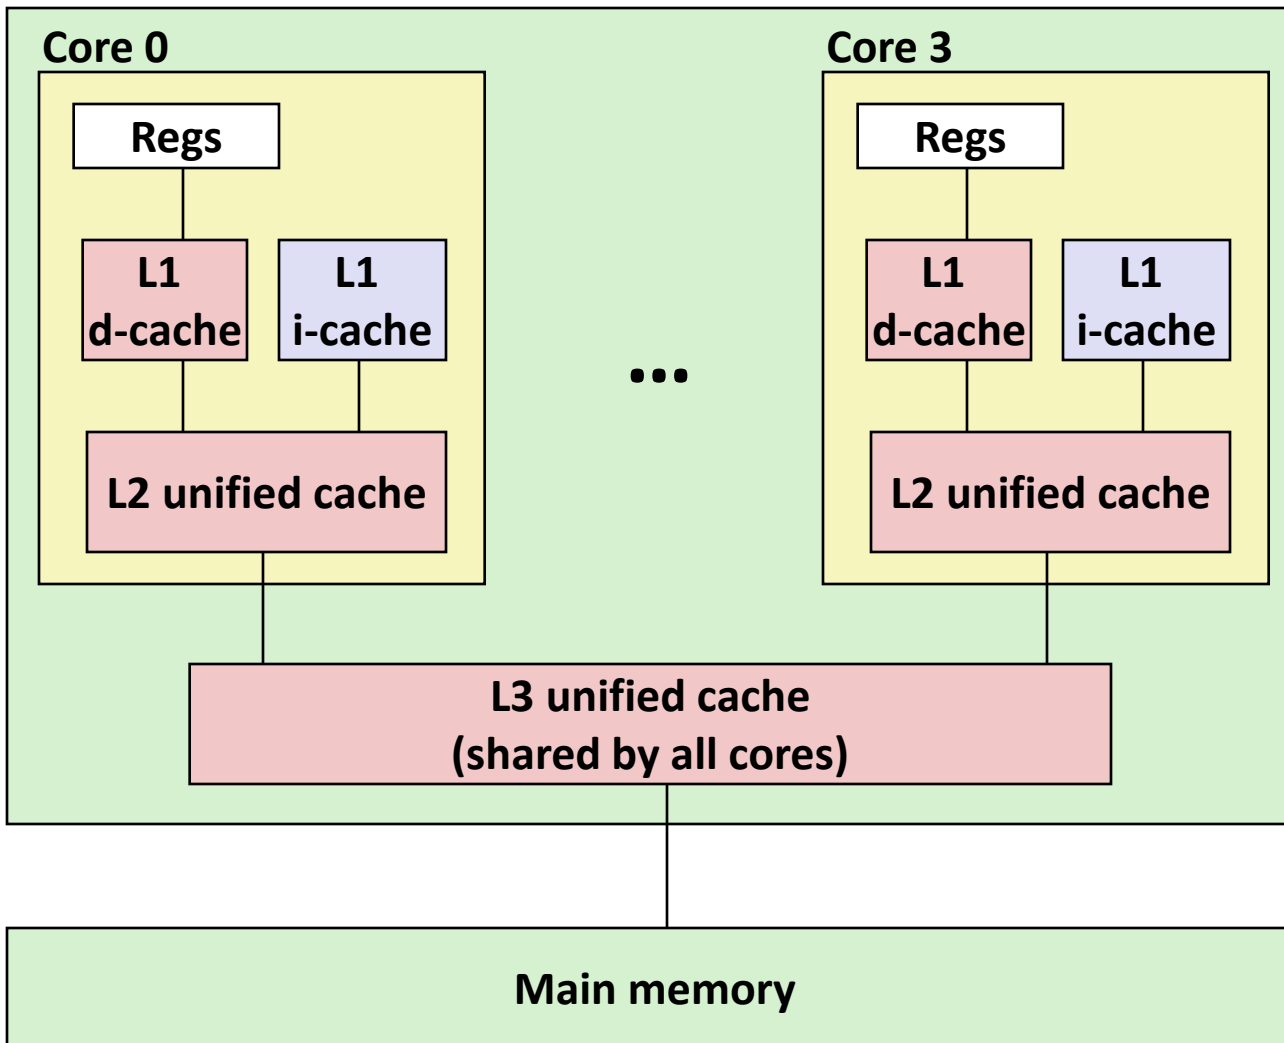 Core 0
Regs
L1
d-cache
L1
i-cache
L2 unified cache
...
Core 3
Regs
L1
d-cache
L1
i-cache
L2 unified cache
L3 unified cache
(shared by all cores)
Main memory